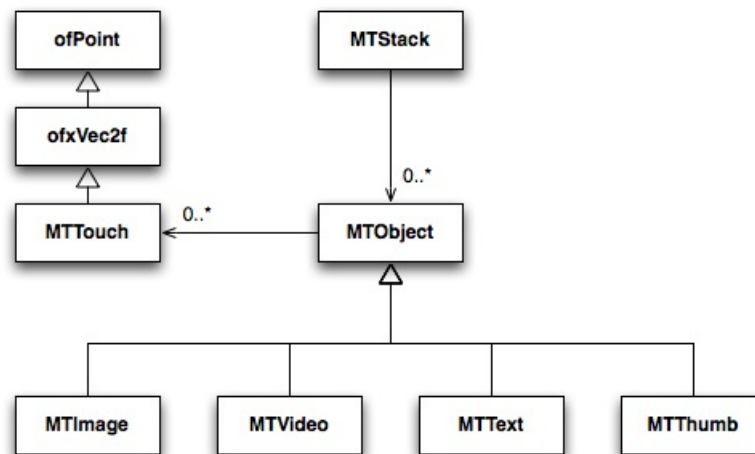 ofPoint
MTStack
ofxVec2f
0..*
MTTouch
0..*
MTObject
MTImage
MTVideo
MTText
MTThumb